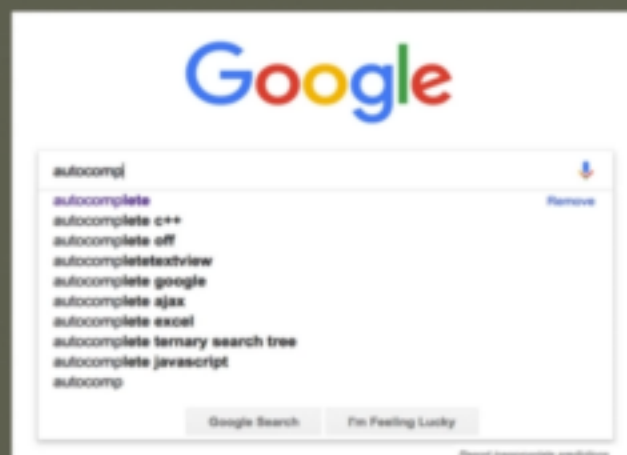 Google
autocomp
autocomplete Remove
autocomplete c++
autocomplete off
autocompletetextview
autocomplete google
autocomplete ajax
autocomplete excel
autocomplete ternary search tree
autocomplete javascript
autocomp
Google Search I'm Feeling Lucky